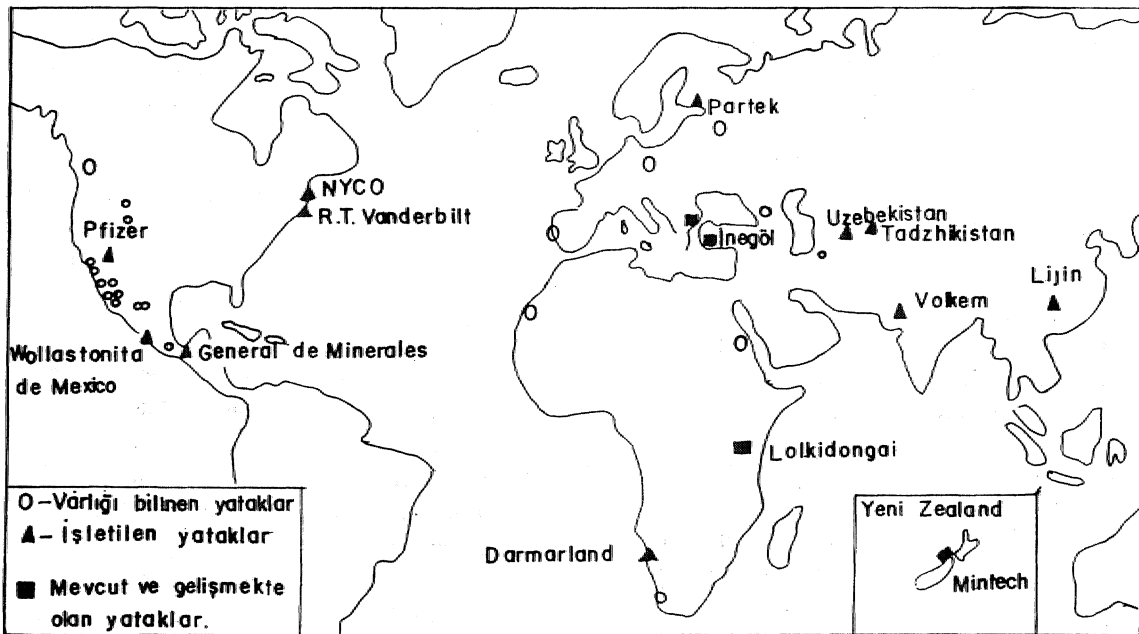 Partek
NYCO
R.T. Vanderbilt
Pfizer
Uzebekistan
Tadzhikistan
İnegöl
Lijin
Volkem
Wollastonita
de Mexico
General de Minerales
Lolkidongai
O-Varlığı bilinen yataklar
▲- İşletilen yataklar
■ Mevcut ve gelişmekte
olan yataklar.
Darmarland
Yeni Zealand
Mintech